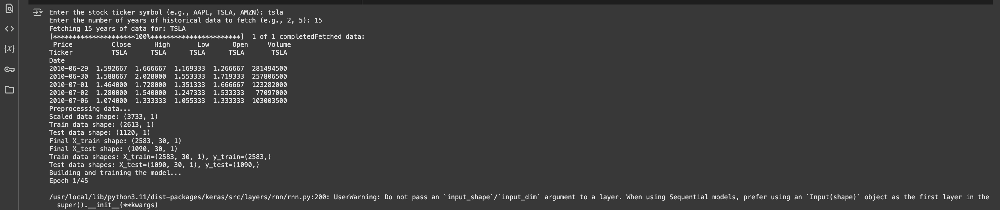 Enter the stock ticker symbol (e.g., AAPL, TSLA, AMZN): tsla
Enter the number of years of historical data to fetch (e.g., 2, 5): 15
Fetching 15 years of data for: TSLA
[*********************100%***********************]  1 of 1 completedFetched data:
 Price          Close      High       Low      Open     Volume
Ticker          TSLA      TSLA      TSLA      TSLA       TSLA
Date
2010-06-29  1.592667  1.666667  1.169333  1.266667  281494500
2010-06-30  1.588667  2.028000  1.553333  1.719333  257806500
2010-07-01  1.464000  1.728000  1.351333  1.666667  123282000
2010-07-02  1.280000  1.540000  1.247333  1.533333   77097000
2010-07-06  1.074000  1.333333  1.055333  1.333333  103003500
Preprocessing data...
Scaled data shape: (3733, 1)
Train data shape: (2613, 1)
Test data shape: (1120, 1)
Final X_train shape: (2583, 30, 1)
Final X_test shape: (1090, 30, 1)
Train data shapes: X_train=(2583, 30, 1), y_train=(2583,)
Test data shapes: X_test=(1090, 30, 1), y_test=(1090,)
Building and training the model...
Epoch 1/45
/usr/local/lib/python3.11/dist-packages/keras/src/layers/rnn/rnn.py:200: UserWarning: Do not pass an `input_shape`/`input_dim` argument to a layer. When using Sequential models, prefer using an `Input(shape)` object as the first layer in the
  super().__init__(**kwargs)